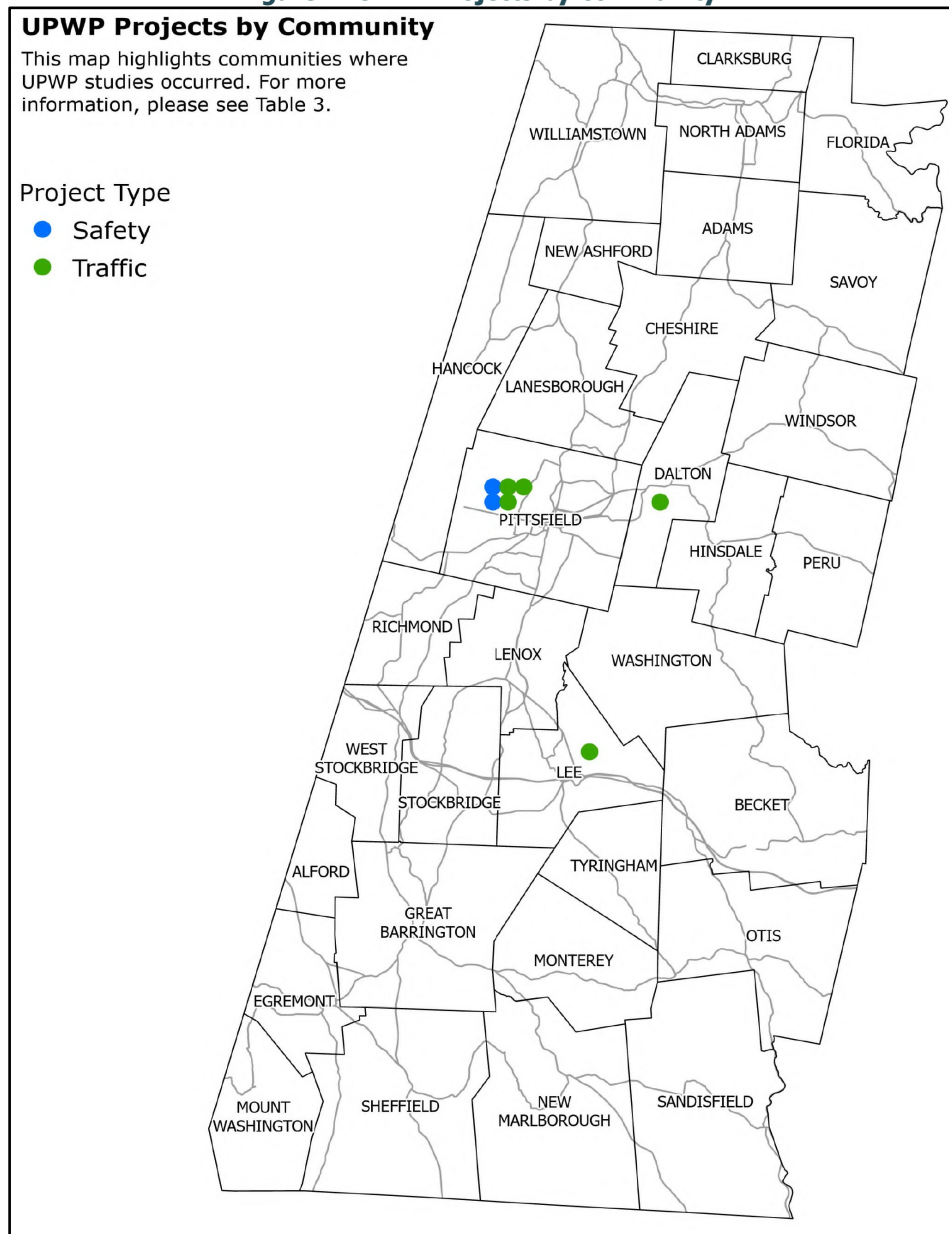 UPWP Projects by Community
This map highlights communities where
UPWP studies occurred. For more
information, please see Table 3.
Project Type
Safety
Traffic
CLARKSBURG
WILLIAMSTOWN
NORTH ADAMS
FLORIDA
ADAMS
NEW ASHFORD
SAVOY
CHESHIRE
HANCOCK
LANESBOROUGH
WINDSOR
DALTON
PITTSFIELD
HINSDALE
PERU
RICHMOND
LENOX
WASHINGTON
WEST
STOCKBRIDGE
LEE
STOCKBRIDGE
BECKET
TYRINGHAM
ALFORD
GREAT
BARRINGTON
OTIS
MONTEREY
EGREMONT
MOUNT
WASHINGTON
SHEFFIELD
NEW
MARLBOROUGH
SANDISFIELD